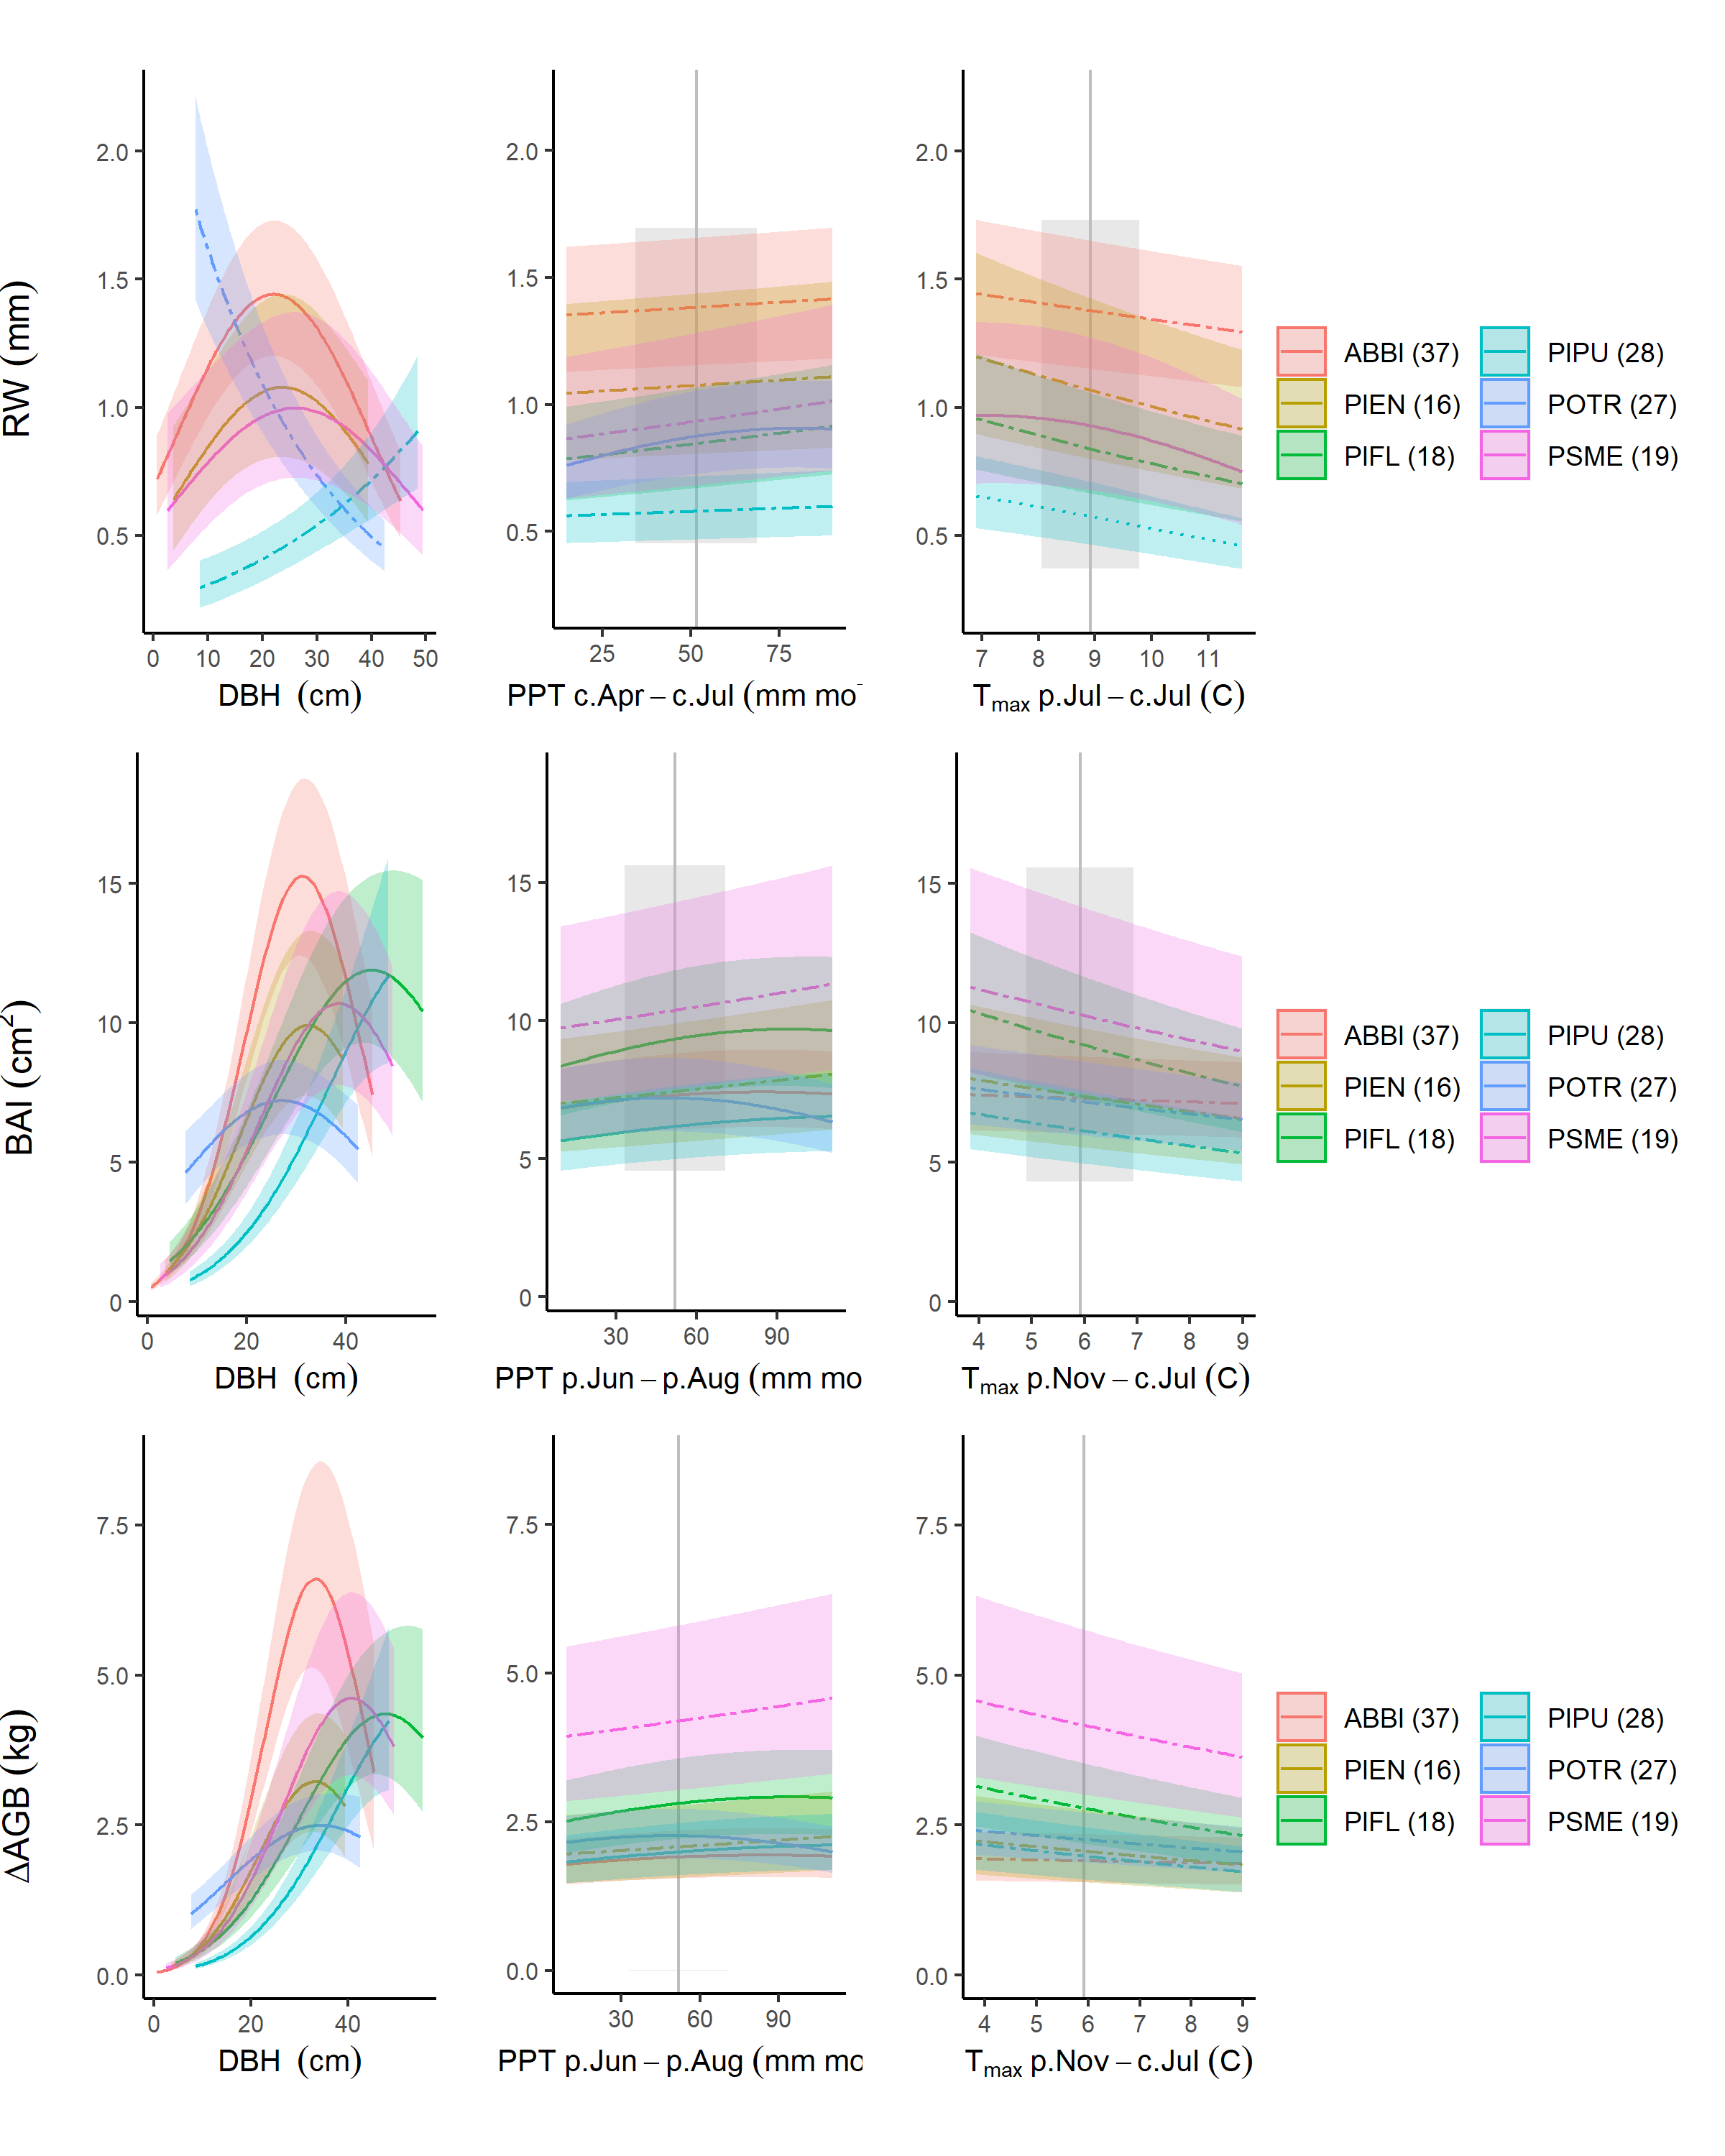 RW (mm)
2.0
1.5
1.0
0.5
0 10 20 30 40 50
DBH (cm)
2.0
1.5
1.0
0.5
25 50 75
PPT c.Apr – c.Jul (mm mo⁻
2.0
1.5
1.0
0.5
7 8 9 10 11
Tmax p.Jul – c.Jul (C)
ABBI (37) PIPU (28)
PIEN (16) POTR (27)
PIFL (18) PSME (19)
BAI (cm²)
15
10
5
0
0 20 40
DBH (cm)
15
10
5
0
30 60 90
PPT p.Jun – p.Aug (mm mo
15
10
5
0
4 5 6 7 8 9
Tmax p.Nov – c.Jul (C)
ABBI (37) PIPU (28)
PIEN (16) POTR (27)
PIFL (18) PSME (19)
ΔAGB (kg)
7.5
5.0
2.5
0.0
0 20 40
DBH (cm)
7.5
5.0
2.5
0.0
30 60 90
PPT p.Jun – p.Aug (mm mo
7.5
5.0
2.5
0.0
4 5 6 7 8 9
Tmax p.Nov – c.Jul (C)
ABBI (37) PIPU (28)
PIEN (16) POTR (27)
PIFL (18) PSME (19)